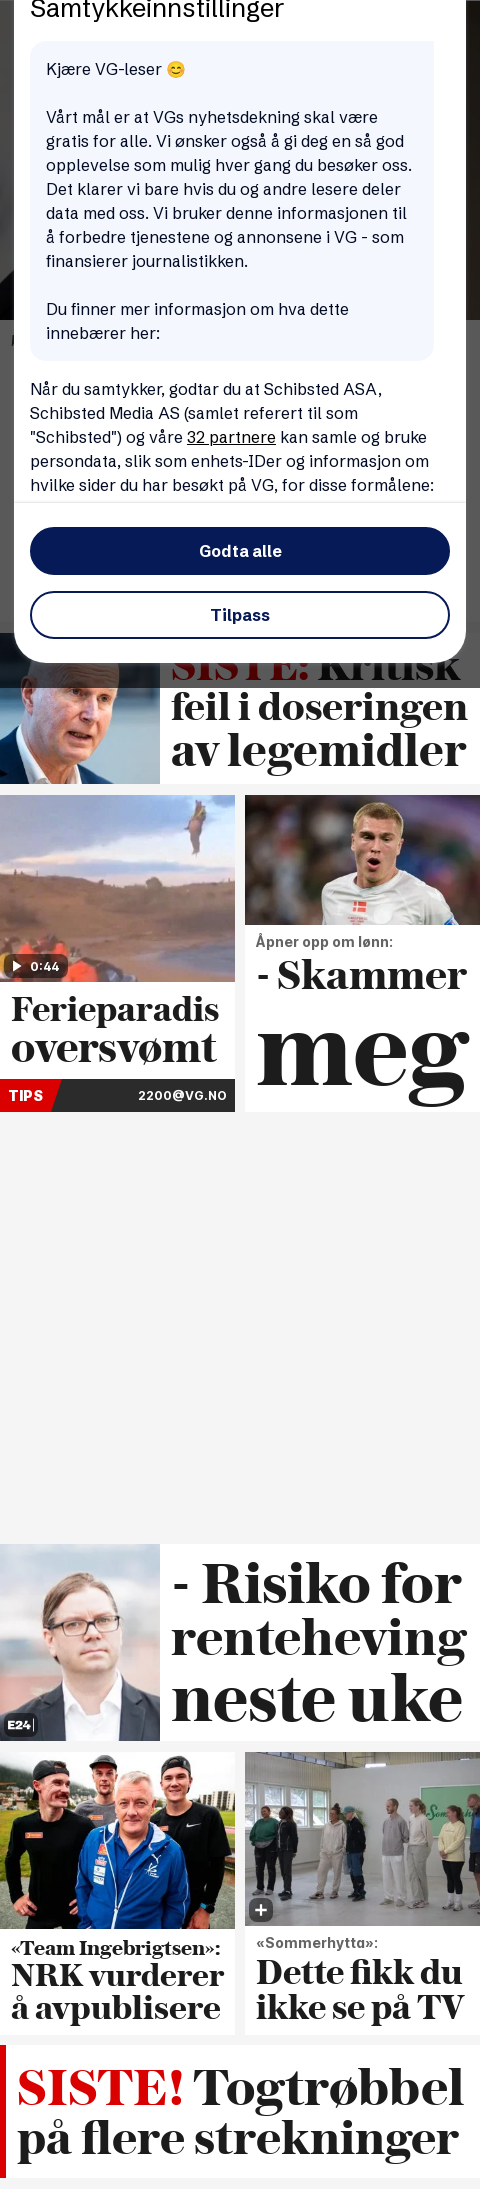 Samtykkeinnstillinger
Kjære VG-leser 😊
Vårt mål er at VGs nyhetsdekning skal være
gratis for alle. Vi ønsker også å gi deg en så god
opplevelse som mulig hver gang du besøker oss.
Det klarer vi bare hvis du og andre lesere deler
data med oss. Vi bruker denne informasjonen til
å forbedre tjenestene og annonsene i VG - som
finansierer journalistikken.
Du finner mer informasjon om hva dette
innebærer her:
Når du samtykker, godtar du at Schibsted ASA,
Schibsted Media AS (samlet referert til som
"Schibsted") og våre 32 partnere kan samle og bruke
persondata, slik som enhets-IDer og informasjon om
hvilke sider du har besøkt på VG, for disse formålene:
Godta alle
Tilpass
SISTE! Kritisk
feil i doseringen
av legemidler
0:44
Ferieparadis
oversvømt
TIPS 2200@VG.NO
Åpner opp om lønn:
- Skammer
meg
E24
- Risiko for
renteheving
neste uke
«Team Ingebrigtsen»:
NRK vurderer
å avpublisere
«Sommerhytta»:
Dette fikk du
ikke se på TV
SISTE! Togtrøbbel
på flere strekninger